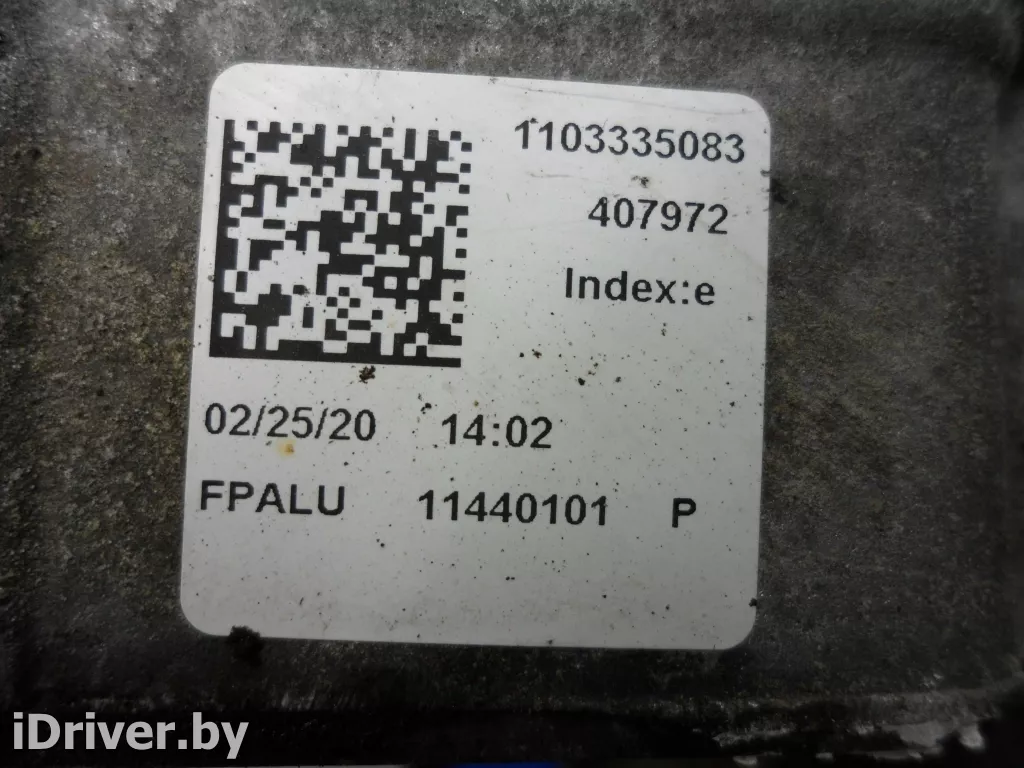 1103335083
407972
Index:e
02/25/20 14:02
FPALU 11440101 P
iDriver.by